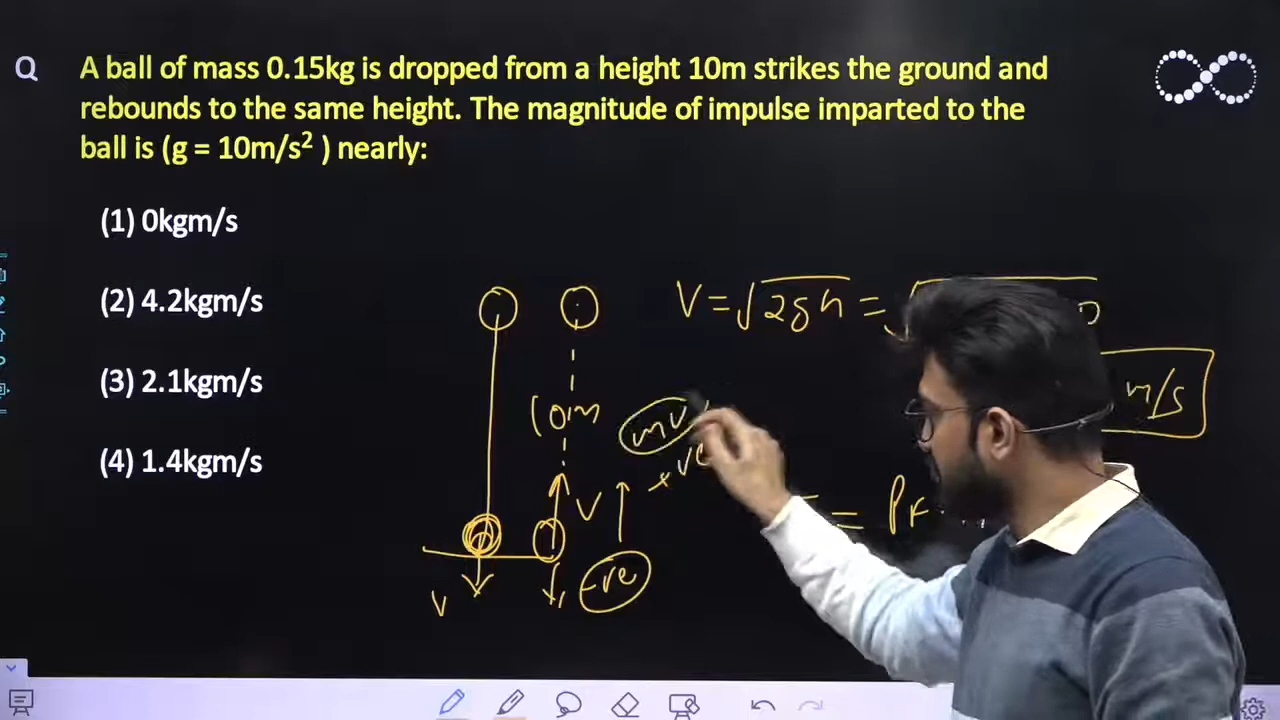 Q A ball of mass 0.15kg is dropped from a height 10m strikes the ground and
rebounds to the same height. The magnitude of impulse imparted to the
ball is (g = 10m/s² ) nearly:
(1) 0kgm/s
(2) 4.2kgm/s
(3) 2.1kgm/s
(4) 1.4kgm/s
V = √2gh = √
m/s
10m
mv
+ve
V
= PF
-ve
V